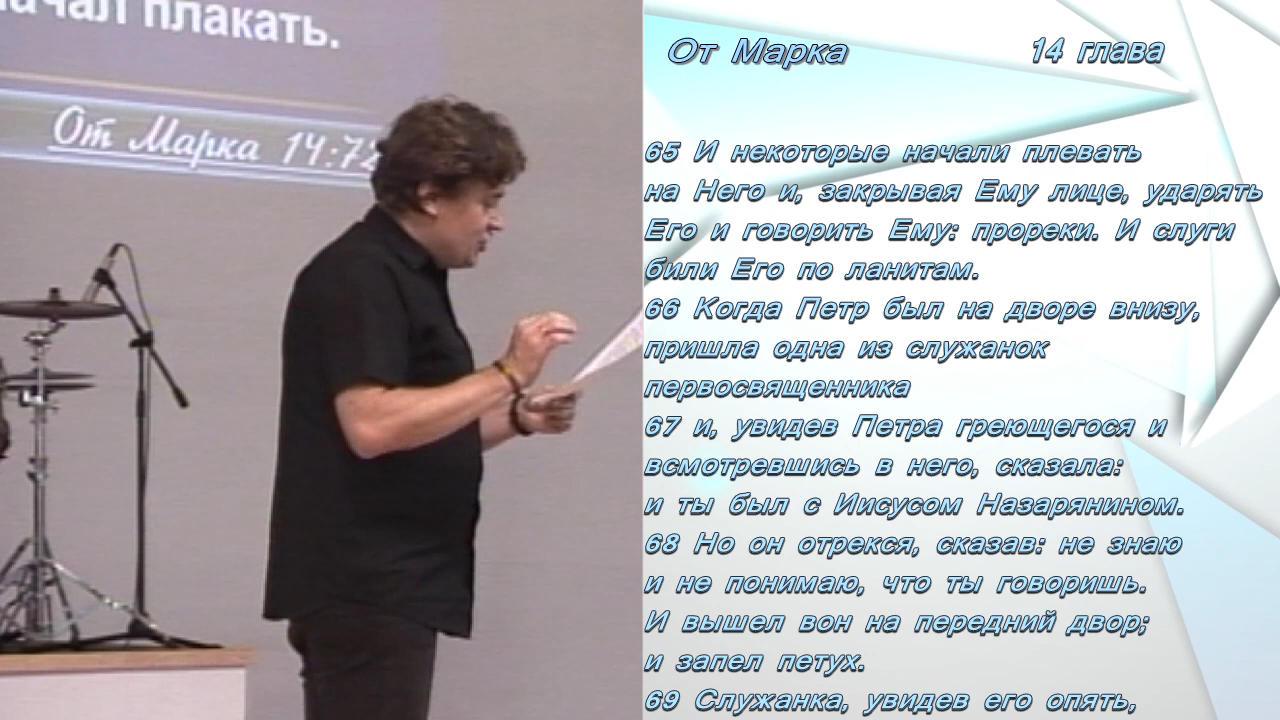 начал плакать.
От Марка 14:72
От Марка 14 глава
65 И некоторые начали плевать
на Него и, закрывая Ему лице, ударять
Его и говорить Ему: прореки. И слуги
били Его по ланитам.
66 Когда Петр был на дворе внизу,
пришла одна из служанок
первосвященника
67 и, увидев Петра греющегося и
всмотревшись в него, сказала:
и ты был с Иисусом Назарянином.
68 Но он отрекся, сказав: не знаю
и не понимаю, что ты говоришь.
И вышел вон на передний двор;
и запел петух.
69 Служанка, увидев его опять,